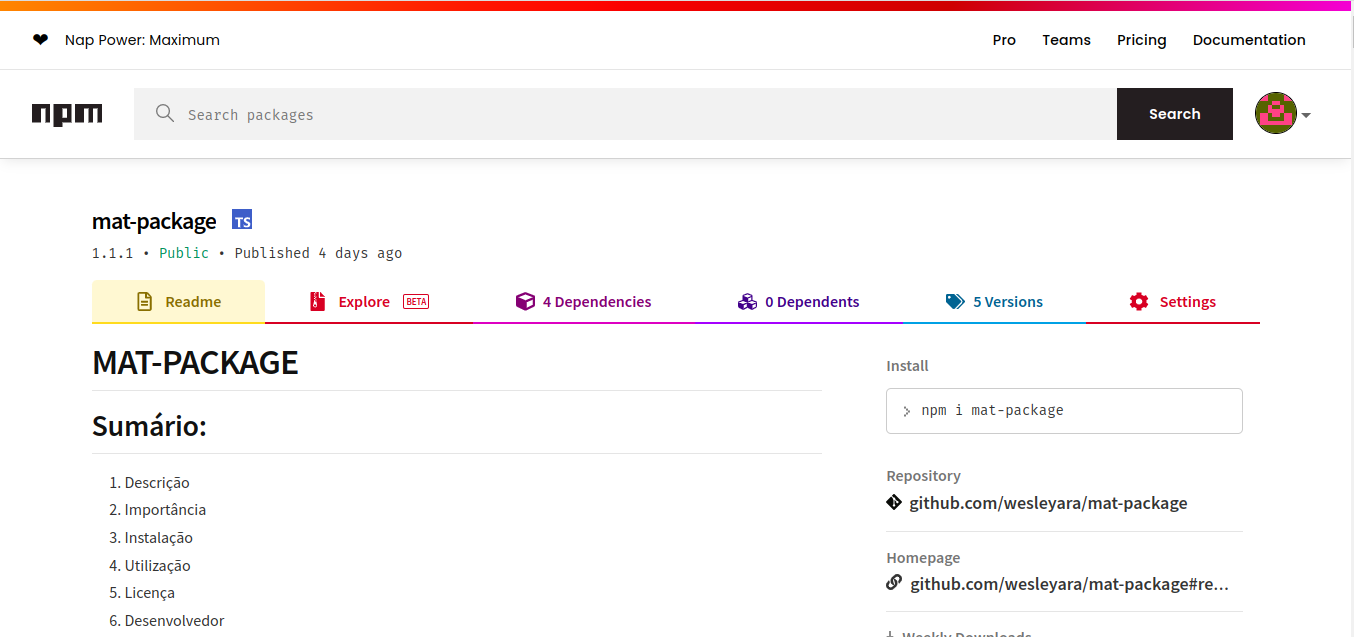 ❤ Nap Power: Maximum
Pro Teams Pricing Documentation
npm
Search packages
Search
mat-package TS
1.1.1 • Public • Published 4 days ago
Readme
Explore BETA
4 Dependencies
0 Dependents
5 Versions
Settings
MAT-PACKAGE
Sumário:
1. Descrição
2. Importância
3. Instalação
4. Utilização
5. Licença
6. Desenvolvedor
Install
npm i mat-package
Repository
github.com/wesleyara/mat-package
Homepage
github.com/wesleyara/mat-package#re...
Weekly Downloads